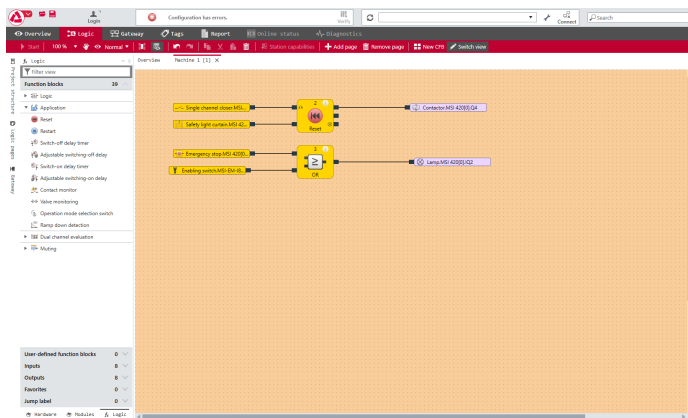 Login
Configuration has errors.
Verify
Connect
Search
Overview
Logic
Gateway
Tags
Report
Online status
Diagnostics
Start
100 %
Normal
Station capabilities
Add page
Remove page
New CFB
Switch view
Project structure
Logic pages
Gateway
Logic
Filter view
Function blocks 39
Logic
Application
Reset
Restart
Switch-off delay timer
Adjustable switching-off delay
Switch-on delay timer
Adjustable switching-on delay
Contact monitor
Valve monitoring
Operation mode selection switch
Ramp down detection
Dual channel evaluation
Muting
User-defined function blocks 0
Inputs 8
Outputs 8
Favorites 0
Jump label 0
Hardware
Modules
Logic
Overview
Machine 1 [1] ×
Single channel closer.MSI...
Safety light curtain.MSI 42...
2
Reset
Contactor.MSI 420[0].Q4
Emergency stop.MSI 420[0...
Enabling switch.MSI-EM-I8...
3
≥
OR
Lamp.MSI 420[0].IQ2